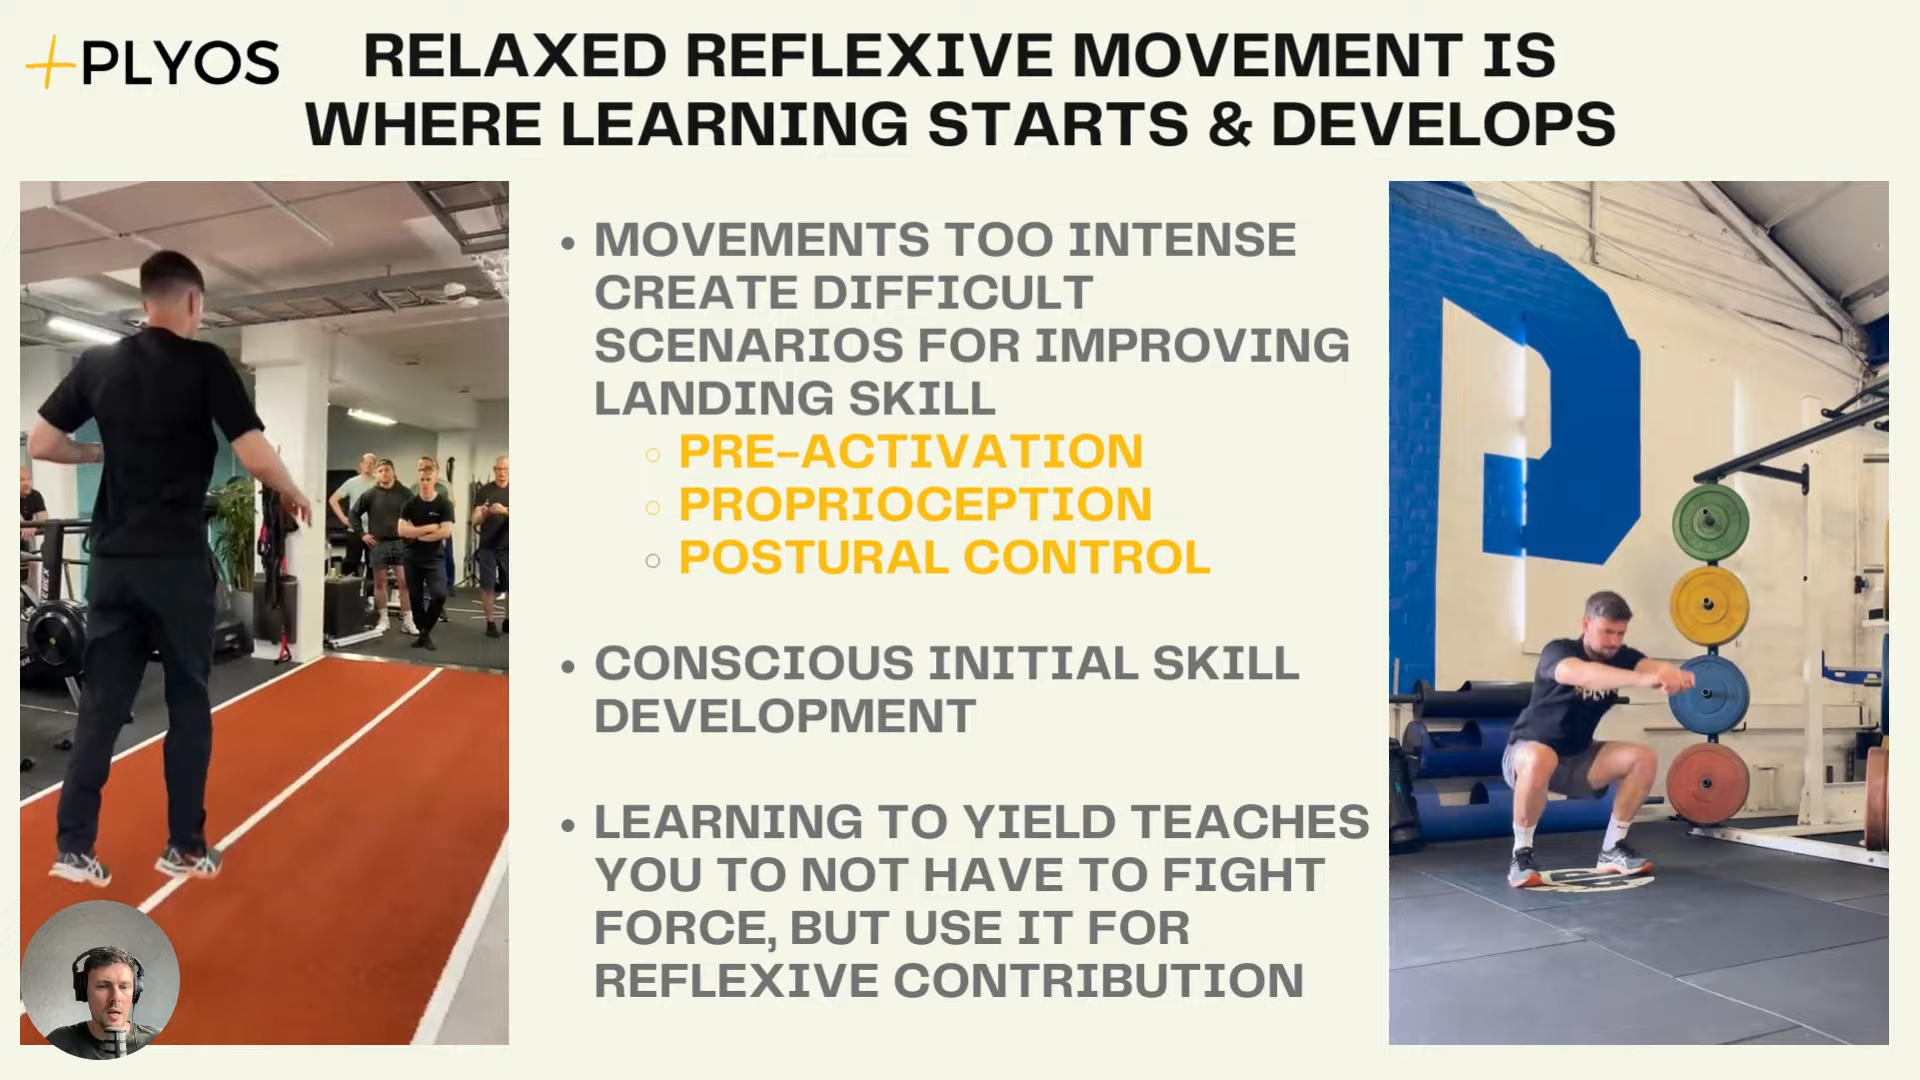 +PLYOS
RELAXED REFLEXIVE MOVEMENT IS
WHERE LEARNING STARTS & DEVELOPS
• MOVEMENTS TOO INTENSE
CREATE DIFFICULT
SCENARIOS FOR IMPROVING
LANDING SKILL
○ PRE-ACTIVATION
○ PROPRIOCEPTION
○ POSTURAL CONTROL
• CONSCIOUS INITIAL SKILL
DEVELOPMENT
• LEARNING TO YIELD TEACHES
YOU TO NOT HAVE TO FIGHT
FORCE, BUT USE IT FOR
REFLEXIVE CONTRIBUTION